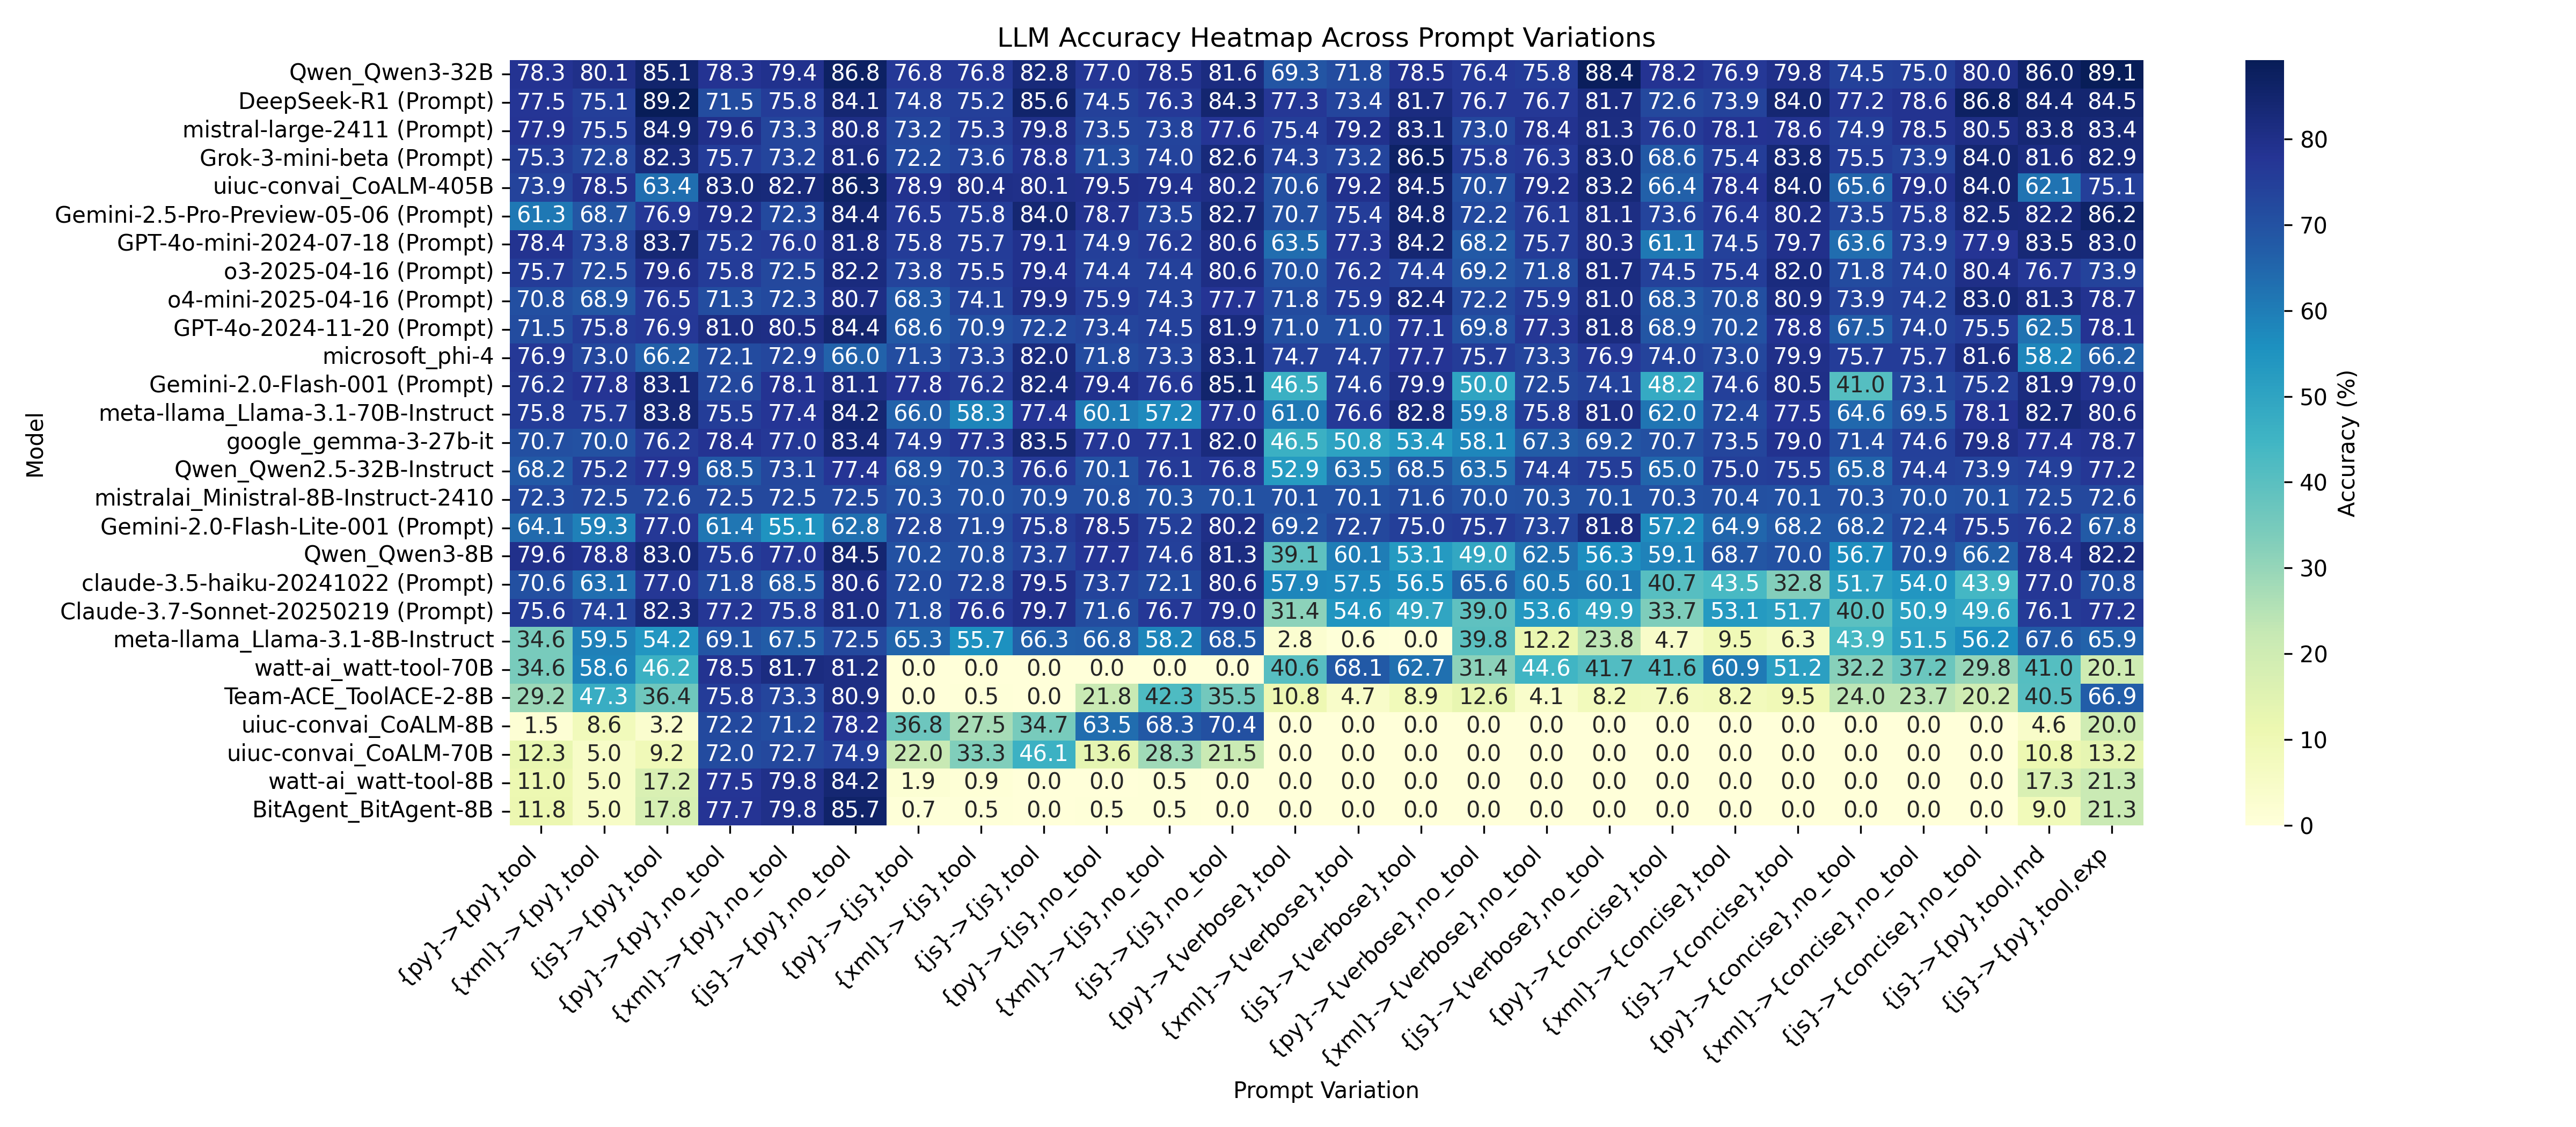 LLM Accuracy Heatmap Across Prompt Variations
Qwen_Qwen3-32B 78.3 80.1 85.1 78.3 79.4 86.8 76.8 76.8 82.8 77.0 78.5 81.6 69.3 71.8 78.5 76.4 75.8 88.4 78.2 76.9 79.8 74.5 75.0 80.0 86.0 89.1
DeepSeek-R1 (Prompt) 77.5 75.1 89.2 71.5 75.8 84.1 74.8 75.2 85.6 74.5 76.3 84.3 77.3 73.4 81.7 76.7 76.7 81.7 72.6 73.9 84.0 77.2 78.6 86.8 84.4 84.5
mistral-large-2411 (Prompt) 77.9 75.5 84.9 79.6 73.3 80.8 73.2 75.3 79.8 73.5 73.8 77.6 75.4 79.2 83.1 73.0 78.4 81.3 76.0 78.1 78.6 74.9 78.5 80.5 83.8 83.4
Grok-3-mini-beta (Prompt) 75.3 72.8 82.3 75.7 73.2 81.6 72.2 73.6 78.8 71.3 74.0 82.6 74.3 73.2 86.5 75.8 76.3 83.0 68.6 75.4 83.8 75.5 73.9 84.0 81.6 82.9
uiuc-convai_CoALM-405B 73.9 78.5 63.4 83.0 82.7 86.3 78.9 80.4 80.1 79.5 79.4 80.2 70.6 79.2 84.5 70.7 79.2 83.2 66.4 78.4 84.0 65.6 79.0 84.0 62.1 75.1
Gemini-2.5-Pro-Preview-05-06 (Prompt) 61.3 68.7 76.9 79.2 72.3 84.4 76.5 75.8 84.0 78.7 73.5 82.7 70.7 75.4 84.8 72.2 76.1 81.1 73.6 76.4 80.2 73.5 75.8 82.5 82.2 86.2
GPT-4o-mini-2024-07-18 (Prompt) 78.4 73.8 83.7 75.2 76.0 81.8 75.8 75.7 79.1 74.9 76.2 80.6 63.5 77.3 84.2 68.2 75.7 80.3 61.1 74.5 79.7 63.6 73.9 77.9 83.5 83.0
o3-2025-04-16 (Prompt) 75.7 72.5 79.6 75.8 72.5 82.2 73.8 75.5 79.4 74.4 74.4 80.6 70.0 76.2 74.4 69.2 71.8 81.7 74.5 75.4 82.0 71.8 74.0 80.4 76.7 73.9
o4-mini-2025-04-16 (Prompt) 70.8 68.9 76.5 71.3 72.3 80.7 68.3 74.1 79.9 75.9 74.3 77.7 71.8 75.9 82.4 72.2 75.9 81.0 68.3 70.8 80.9 73.9 74.2 83.0 81.3 78.7
GPT-4o-2024-11-20 (Prompt) 71.5 75.8 76.9 81.0 80.5 84.4 68.6 70.9 72.2 73.4 74.5 81.9 71.0 71.0 77.1 69.8 77.3 81.8 68.9 70.2 78.8 67.5 74.0 75.5 62.5 78.1
microsoft_phi-4 76.9 73.0 66.2 72.1 72.9 66.0 71.3 73.3 82.0 71.8 73.3 83.1 74.7 74.7 77.7 75.7 73.3 76.9 74.0 73.0 79.9 75.7 75.7 81.6 58.2 66.2
Gemini-2.0-Flash-001 (Prompt) 76.2 77.8 83.1 72.6 78.1 81.1 77.8 76.2 82.4 79.4 76.6 85.1 46.5 74.6 79.9 50.0 72.5 74.1 48.2 74.6 80.5 41.0 73.1 75.2 81.9 79.0
meta-llama_Llama-3.1-70B-Instruct 75.8 75.7 83.8 75.5 77.4 84.2 66.0 58.3 77.4 60.1 57.2 77.0 61.0 76.6 82.8 59.8 75.8 81.0 62.0 72.4 77.5 64.6 69.5 78.1 82.7 80.6
google_gemma-3-27b-it 70.7 70.0 76.2 78.4 77.0 83.4 74.9 77.3 83.5 77.0 77.1 82.0 46.5 50.8 53.4 58.1 67.3 69.2 70.7 73.5 79.0 71.4 74.6 79.8 77.4 78.7
Qwen_Qwen2.5-32B-Instruct 68.2 75.2 77.9 68.5 73.1 77.4 68.9 70.3 76.6 70.1 76.1 76.8 52.9 63.5 68.5 63.5 74.4 75.5 65.0 75.0 75.5 65.8 74.4 73.9 74.9 77.2
mistralai_Ministral-8B-Instruct-2410 72.3 72.5 72.6 72.5 72.5 72.5 70.3 70.0 70.9 70.8 70.3 70.1 70.1 70.1 71.6 70.0 70.3 70.1 70.3 70.4 70.1 70.3 70.0 70.1 72.5 72.6
Gemini-2.0-Flash-Lite-001 (Prompt) 64.1 59.3 77.0 61.4 55.1 62.8 72.8 71.9 75.8 78.5 75.2 80.2 69.2 72.7 75.0 75.7 73.7 81.8 57.2 64.9 68.2 68.2 72.4 75.5 76.2 67.8
Qwen_Qwen3-8B 79.6 78.8 83.0 75.6 77.0 84.5 70.2 70.8 73.7 77.7 74.6 81.3 39.1 60.1 53.1 49.0 62.5 56.3 59.1 68.7 70.0 56.7 70.9 66.2 78.4 82.2
claude-3.5-haiku-20241022 (Prompt) 70.6 63.1 77.0 71.8 68.5 80.6 72.0 72.8 79.5 73.7 72.1 80.6 57.9 57.5 56.5 65.6 60.5 60.1 40.7 43.5 32.8 51.7 54.0 43.9 77.0 70.8
Claude-3.7-Sonnet-20250219 (Prompt) 75.6 74.1 82.3 77.2 75.8 81.0 71.8 76.6 79.7 71.6 76.7 79.0 31.4 54.6 49.7 39.0 53.6 49.9 33.7 53.1 51.7 40.0 50.9 49.6 76.1 77.2
meta-llama_Llama-3.1-8B-Instruct 34.6 59.5 54.2 69.1 67.5 72.5 65.3 55.7 66.3 66.8 58.2 68.5 2.8 0.6 0.0 39.8 12.2 23.8 4.7 9.5 6.3 43.9 51.5 56.2 67.6 65.9
watt-ai_watt-tool-70B 34.6 58.6 46.2 78.5 81.7 81.2 0.0 0.0 0.0 0.0 0.0 0.0 40.6 68.1 62.7 31.4 44.6 41.7 41.6 60.9 51.2 32.2 37.2 29.8 41.0 20.1
Team-ACE_ToolACE-2-8B 29.2 47.3 36.4 75.8 73.3 80.9 0.0 0.5 0.0 21.8 42.3 35.5 10.8 4.7 8.9 12.6 4.1 8.2 7.6 8.2 9.5 24.0 23.7 20.2 40.5 66.9
uiuc-convai_CoALM-8B 1.5 8.6 3.2 72.2 71.2 78.2 36.8 27.5 34.7 63.5 68.3 70.4 0.0 0.0 0.0 0.0 0.0 0.0 0.0 0.0 0.0 0.0 0.0 0.0 4.6 20.0
uiuc-convai_CoALM-70B 12.3 5.0 9.2 72.0 72.7 74.9 22.0 33.3 46.1 13.6 28.3 21.5 0.0 0.0 0.0 0.0 0.0 0.0 0.0 0.0 0.0 0.0 0.0 0.0 10.8 13.2
watt-ai_watt-tool-8B 11.0 5.0 17.2 77.5 79.8 84.2 1.9 0.9 0.0 0.0 0.5 0.0 0.0 0.0 0.0 0.0 0.0 0.0 0.0 0.0 0.0 0.0 0.0 0.0 17.3 21.3
BitAgent_BitAgent-8B 11.8 5.0 17.8 77.7 79.8 85.7 0.7 0.5 0.0 0.5 0.5 0.0 0.0 0.0 0.0 0.0 0.0 0.0 0.0 0.0 0.0 0.0 0.0 0.0 9.0 21.3
Model
{py}->{py},tool
{xml}->{py},tool
{js}->{py},tool
{py}->{py},no_tool
{xml}->{py},no_tool
{js}->{py},no_tool
{py}->{js},tool
{xml}->{js},tool
{js}->{js},tool
{py}->{js},no_tool
{xml}->{js},no_tool
{js}->{js},no_tool
{py}->{verbose},tool
{xml}->{verbose},tool
{js}->{verbose},tool
{py}->{verbose},no_tool
{xml}->{verbose},no_tool
{js}->{verbose},no_tool
{py}->{concise},tool
{xml}->{concise},tool
{js}->{concise},tool
{py}->{concise},no_tool
{xml}->{concise},no_tool
{js}->{concise},no_tool
{js}->{py},tool,md
{js}->{py},tool,exp
Prompt Variation
80
70
60
50
40
30
20
10
0
Accuracy (%)